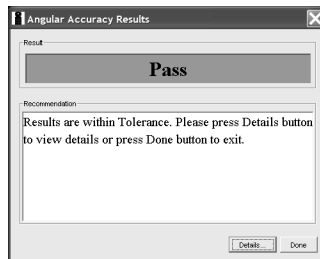 Angular Accuracy Results
Result
Pass
Recommendation
Results are within Tolerance. Please press Details button
to view details or press Done button to exit.
Details...
Done